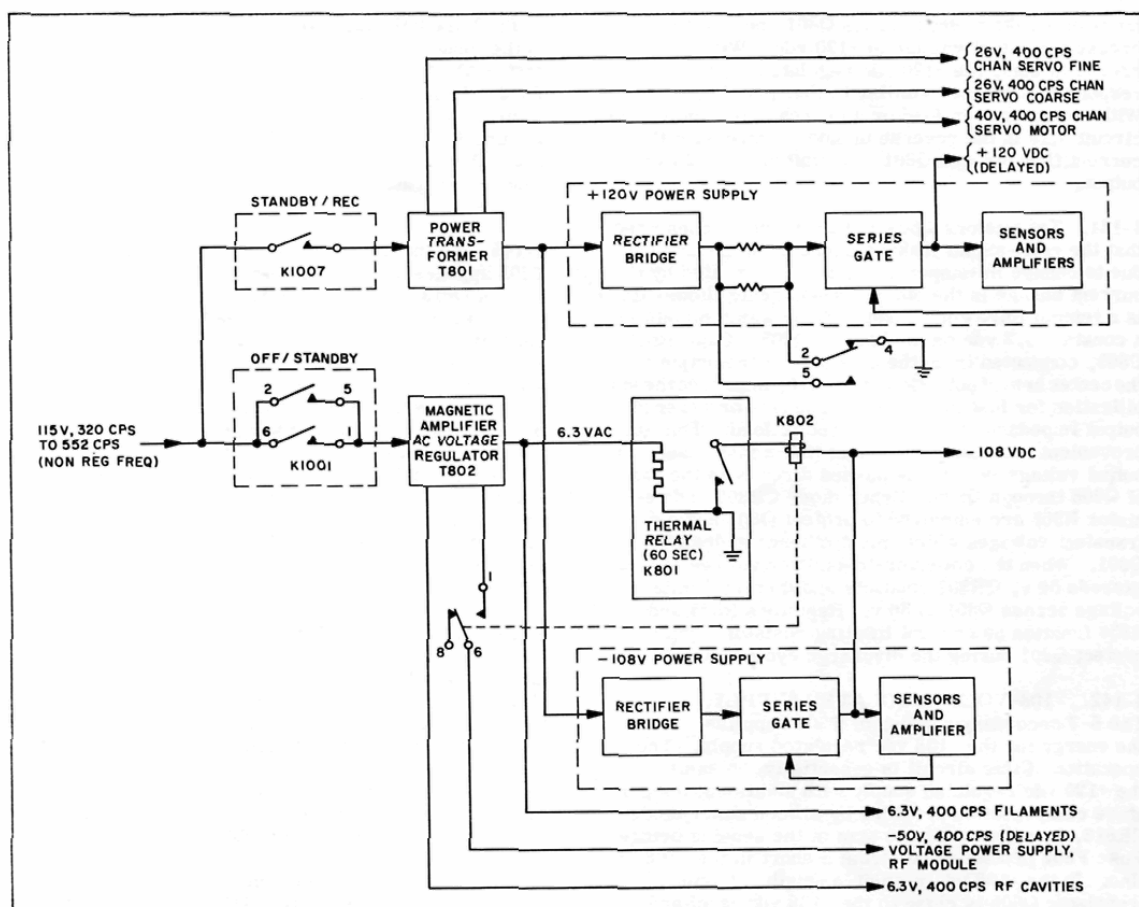 26V, 400 CPS
CHAN SERVO FINE
26V, 400 CPS CHAN
SERVO COARSE
40V, 400 CPS CHAN
SERVO MOTOR
+120 VDC
(DELAYED)
+120V POWER SUPPLY
STANDBY / REC
K1007
POWER
TRANS-
FORMER
T801
RECTIFIER
BRIDGE
SERIES
GATE
SENSORS
AND
AMPLIFIERS
2
4
5
OFF / STANDBY
2
5
6
1
K1001
115V, 320 CPS
TO 552 CPS
(NON REG FREQ)
MAGNETIC
AMPLIFIER
AC VOLTAGE
REGULATOR
T802
6.3 VAC
K802
108 VDC
THERMAL
RELAY
(60 SEC)
K801
1
8
6
-108V POWER SUPPLY
RECTIFIER
BRIDGE
SERIES
GATE
SENSORS
AND
AMPLIFIER
6.3V, 400 CPS FILAMENTS
-50V, 400 CPS (DELAYED)
VOLTAGE POWER SUPPLY,
RF MODULE
6.3V, 400 CPS RF CAVITIES